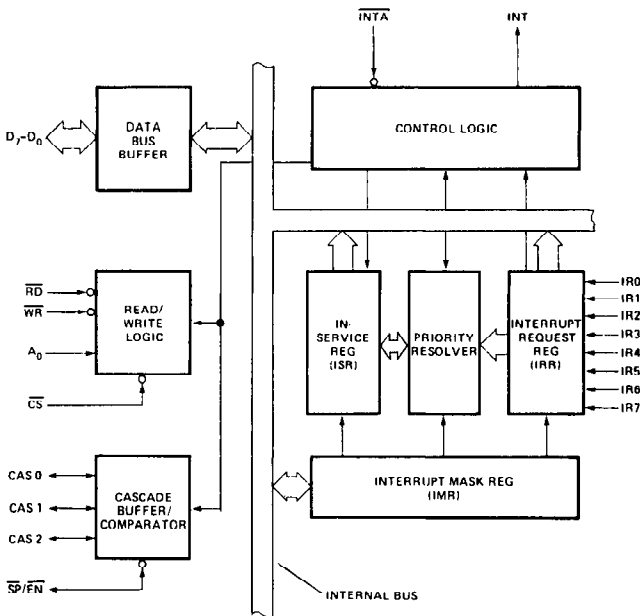 INTA
INT
DATA
BUS
BUFFER
D7-D0
CONTROL LOGIC
RD
WR
A0
CS
READ/
WRITE
LOGIC
IN-
SERVICE
REG
(ISR)
PRIORITY
RESOLVER
INTERRUPT
REQUEST
REG
(IRR)
IR0
IR1
IR2
IR3
IR4
IR5
IR6
IR7
CAS 0
CAS 1
CAS 2
SP/EN
CASCADE
BUFFER/
COMPARATOR
INTERRUPT MASK REG
(IMR)
INTERNAL BUS